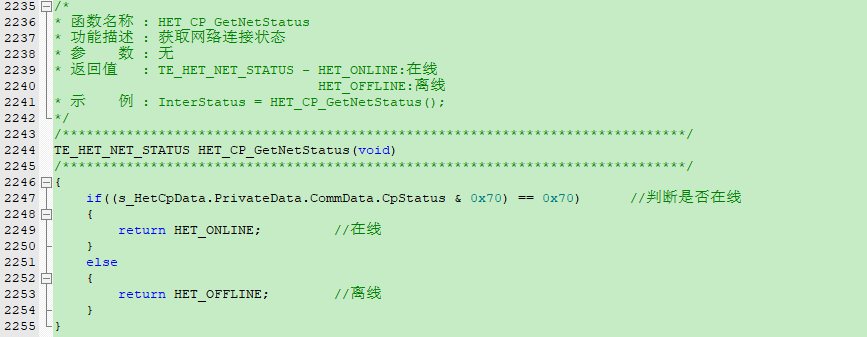 2235 /*
2236 * 函数名称 : HET_CP_GetNetStatus
2237 * 功能描述 : 获取网络连接状态
2238 * 参    数 : 无
2239 * 返回值   : TE_HET_NET_STATUS - HET_ONLINE:在线
2240                                 HET_OFFLINE:离线
2241 * 示    例 : InterStatus = HET_CP_GetNetStatus();
2242 */
2243 /******************************************************************************/
2244 TE_HET_NET_STATUS HET_CP_GetNetStatus(void)
2245 /******************************************************************************/
2246 {
2247     if((s_HetCpData.PrivateData.CommData.CpStatus & 0x70) == 0x70)      //判断是否在线
2248     {
2249         return HET_ONLINE;         //在线
2250     }
2251     else
2252     {
2253         return HET_OFFLINE;        //离线
2254     }
2255 }